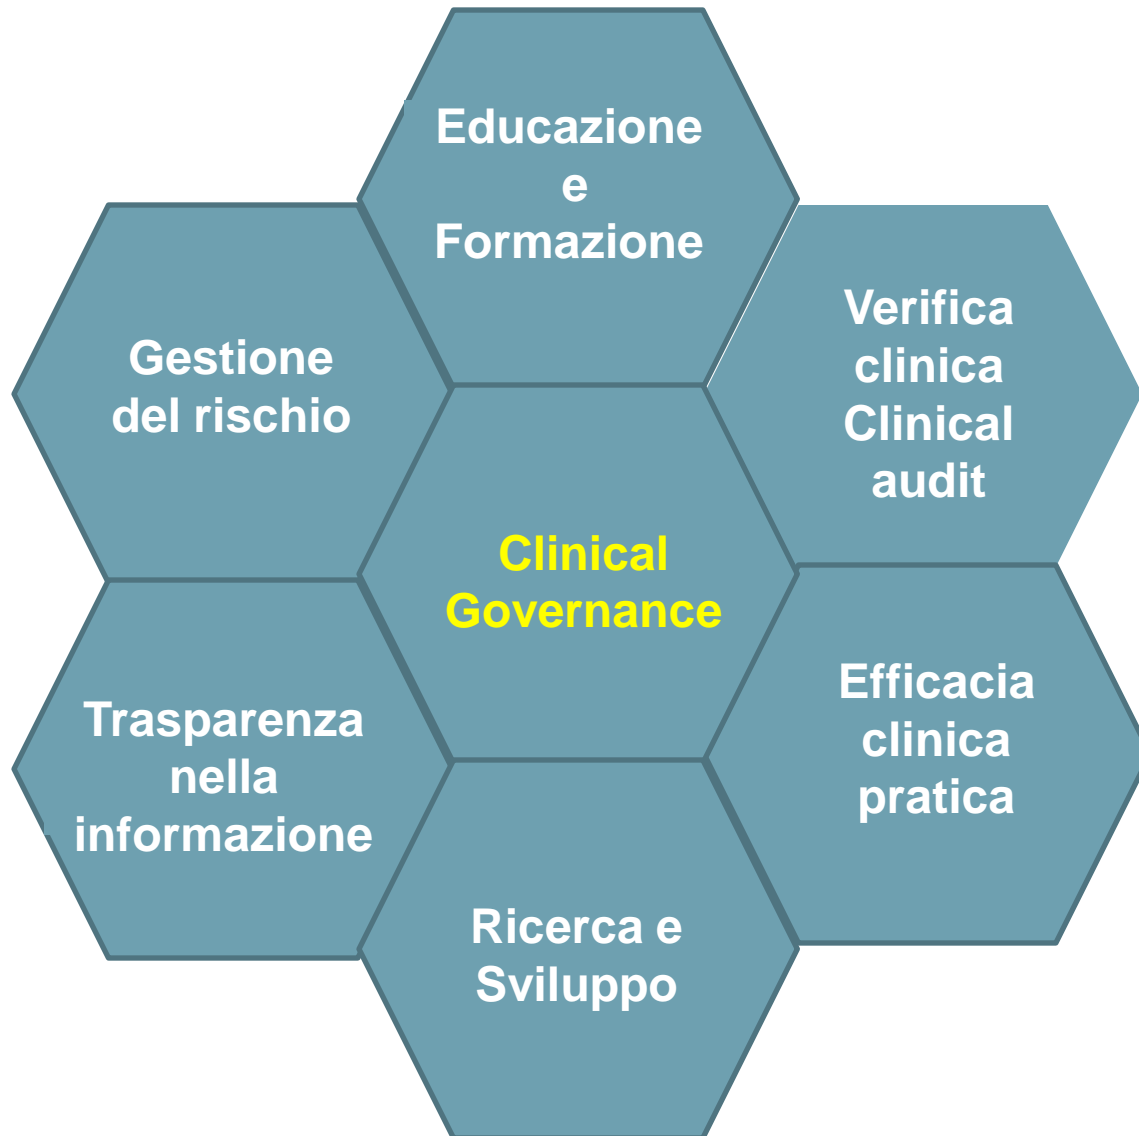 Educazione
e
Formazione
Verifica
clinica
Clinical
audit
Gestione
del rischio
Clinical
Governance
Efficacia
clinica
pratica
Trasparenza
nella
informazione
Ricerca e
Sviluppo